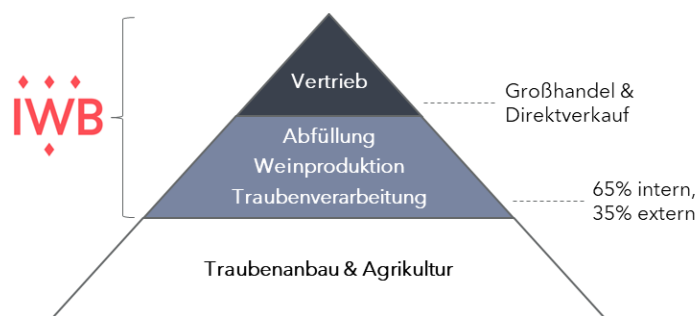 IWB
Vertrieb
Großhandel &
Direktverkauf
Abfüllung
Weinproduktion
Traubenverarbeitung
65% intern,
35% extern
Traubenanbau & Agrikultur